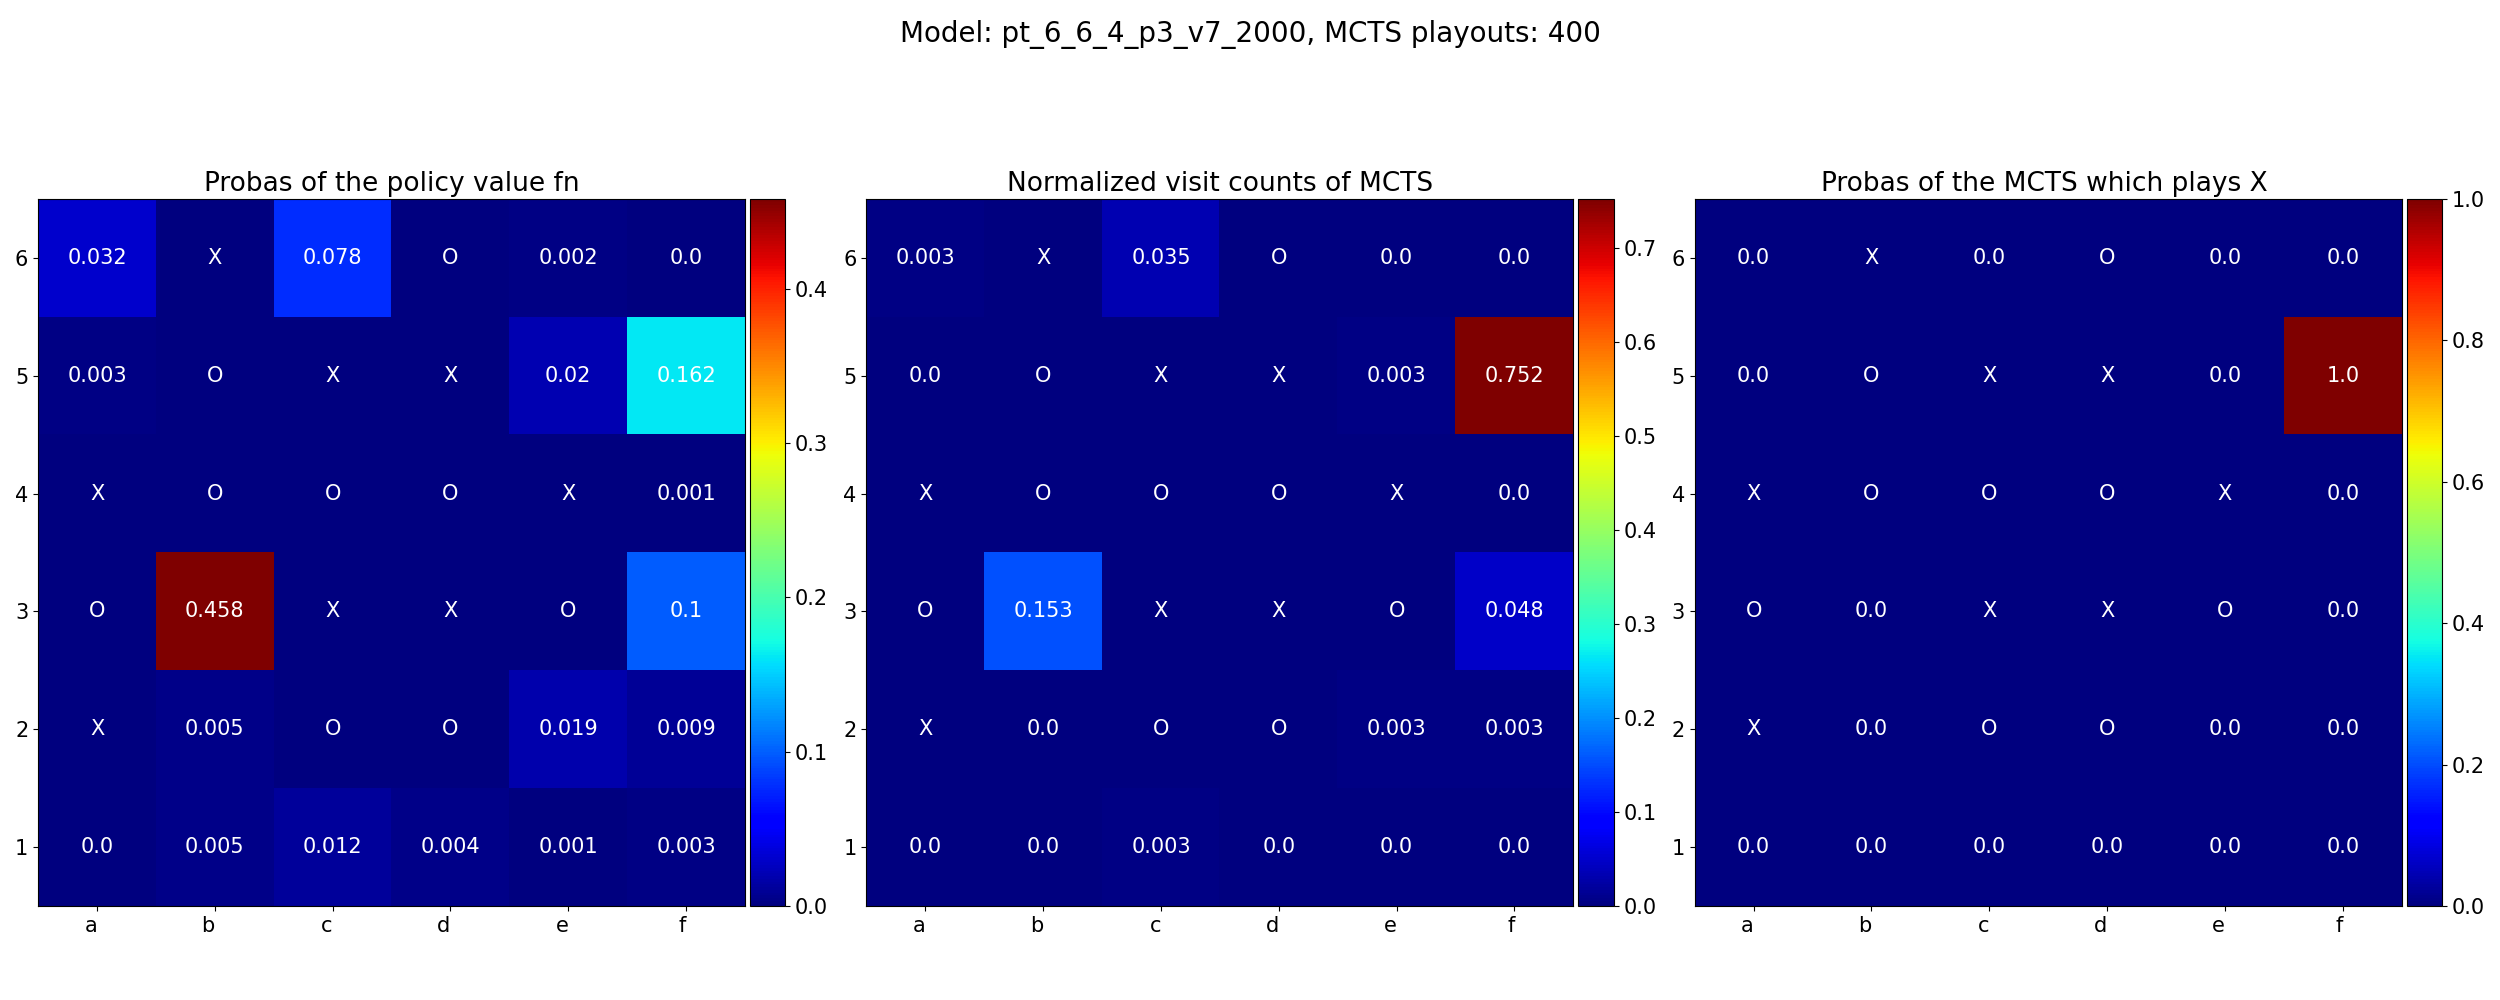 Model: pt_6_6_4_p3_v7_2000, MCTS playouts: 400
Probas of the policy value fn
6 0.032 X 0.078 O 0.002 0.0
5 0.003 O X X 0.02 0.162
4 X O O O X 0.001
3 O 0.458 X X O 0.1
2 X 0.005 O O 0.019 0.009
1 0.0 0.005 0.012 0.004 0.001 0.003
a b c d e f
0.4
0.3
0.2
0.1
0.0
Normalized visit counts of MCTS
6 0.003 X 0.035 O 0.0 0.0
5 0.0 O X X 0.003 0.752
4 X O O O X 0.0
3 O 0.153 X X O 0.048
2 X 0.0 O O 0.003 0.003
1 0.0 0.0 0.003 0.0 0.0 0.0
a b c d e f
0.7
0.6
0.5
0.4
0.3
0.2
0.1
0.0
Probas of the MCTS which plays X
6 0.0 X 0.0 O 0.0 0.0
5 0.0 O X X 0.0 1.0
4 X O O O X 0.0
3 O 0.0 X X O 0.0
2 X 0.0 O O 0.0 0.0
1 0.0 0.0 0.0 0.0 0.0 0.0
a b c d e f
1.0
0.8
0.6
0.4
0.2
0.0